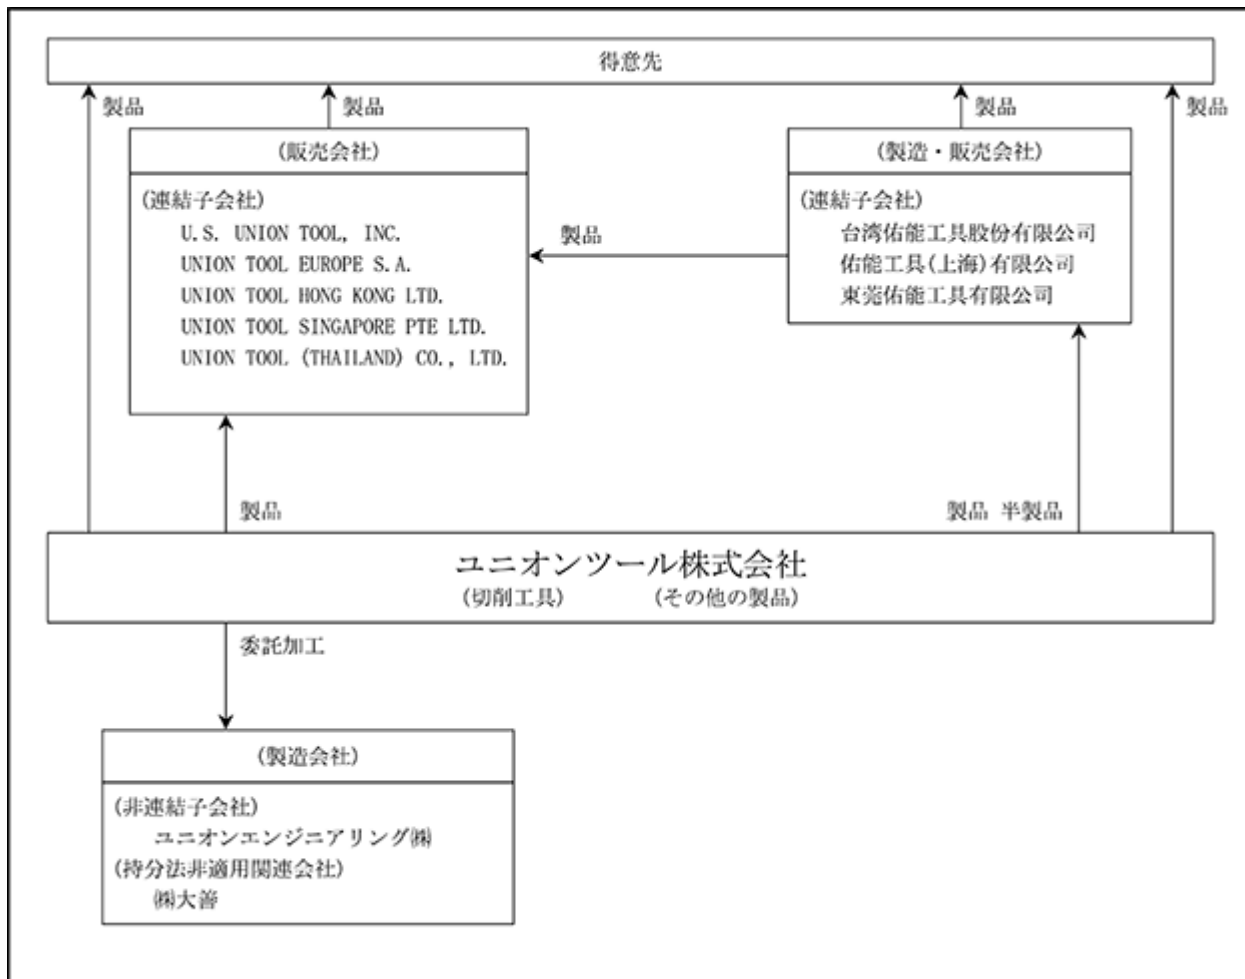 得意先
製品
製品
製品
製品
(販売会社)
(連結子会社)
U.S. UNION TOOL, INC.
UNION TOOL EUROPE S.A.
UNION TOOL HONG KONG LTD.
UNION TOOL SINGAPORE PTE LTD.
UNION TOOL (THAILAND) CO., LTD.
製品
(製造・販売会社)
(連結子会社)
台湾佑能工具股份有限公司
佑能工具(上海)有限公司
東莞佑能工具有限公司
製品
製品 半製品
ユニオンツール株式会社
(切削工具) (その他の製品)
委託加工
(製造会社)
(非連結子会社)
ユニオンエンジニアリング㈱
(持分法非適用関連会社)
㈱大善